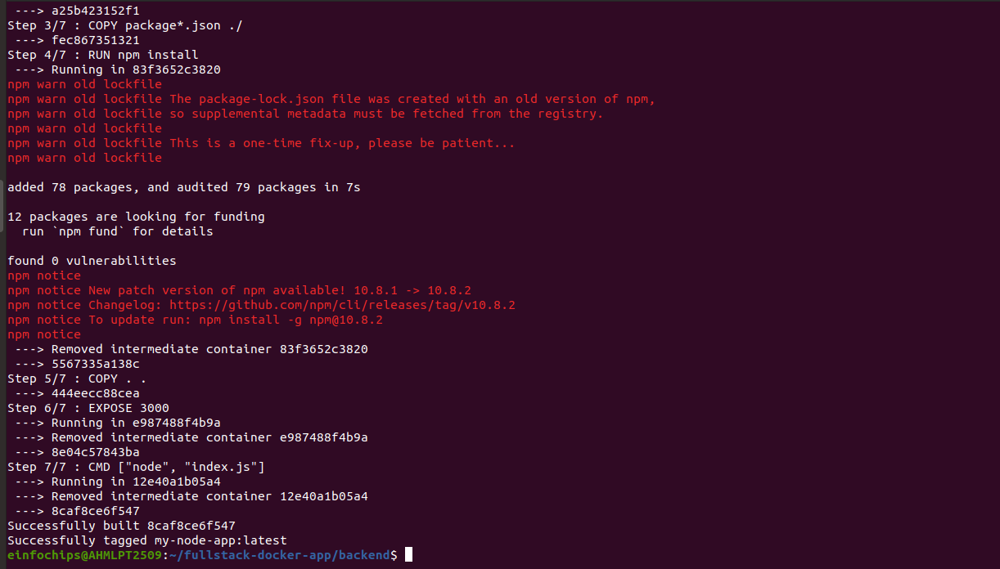 ---> a25b423152f1
Step 3/7 : COPY package*.json ./
---> fec867351321
Step 4/7 : RUN npm install
---> Running in 83f3652c3820
npm warn old lockfile
npm warn old lockfile The package-lock.json file was created with an old version of npm,
npm warn old lockfile so supplemental metadata must be fetched from the registry.
npm warn old lockfile
npm warn old lockfile This is a one-time fix-up, please be patient...
npm warn old lockfile
added 78 packages, and audited 79 packages in 7s
12 packages are looking for funding
run `npm fund` for details
found 0 vulnerabilities
npm notice
npm notice New patch version of npm available! 10.8.1 -> 10.8.2
npm notice Changelog: https://github.com/npm/cli/releases/tag/v10.8.2
npm notice To update run: npm install -g npm@10.8.2
npm notice
---> Removed intermediate container 83f3652c3820
---> 5567335a138c
Step 5/7 : COPY . .
---> 444eecc88cea
Step 6/7 : EXPOSE 3000
---> Running in e987488f4b9a
---> Removed intermediate container e987488f4b9a
---> 8e04c57843ba
Step 7/7 : CMD ["node", "index.js"]
---> Running in 12e40a1b05a4
---> Removed intermediate container 12e40a1b05a4
---> 8caf8ce6f547
Successfully built 8caf8ce6f547
Successfully tagged my-node-app:latest
einfochips@AHMLPT2509:~/fullstack-docker-app/backend$